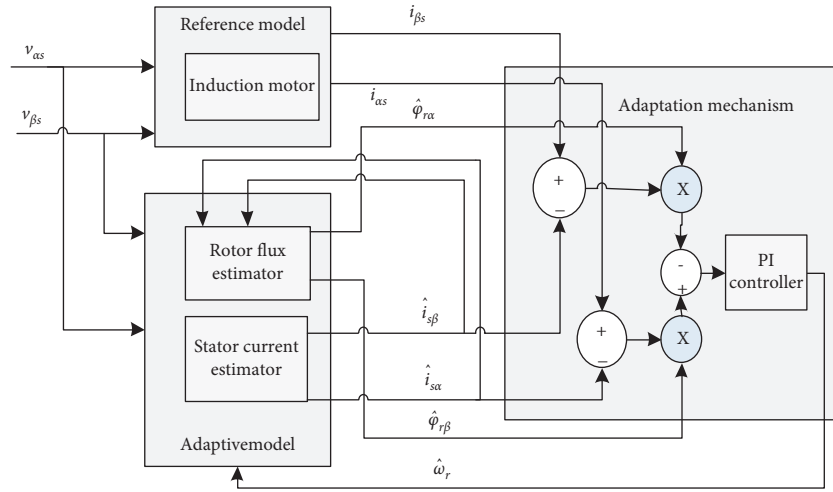 Reference model
i_βs
v_αs
Induction motor
i_αs
φ̂_rα
Adaptation mechanism
v_βs
+
−
X
Rotor flux
estimator
-
+
PI
controller
î_sβ
Stator current
estimator
+
−
X
î_sα
φ̂_rβ
Adaptivemodel
ω̂_r